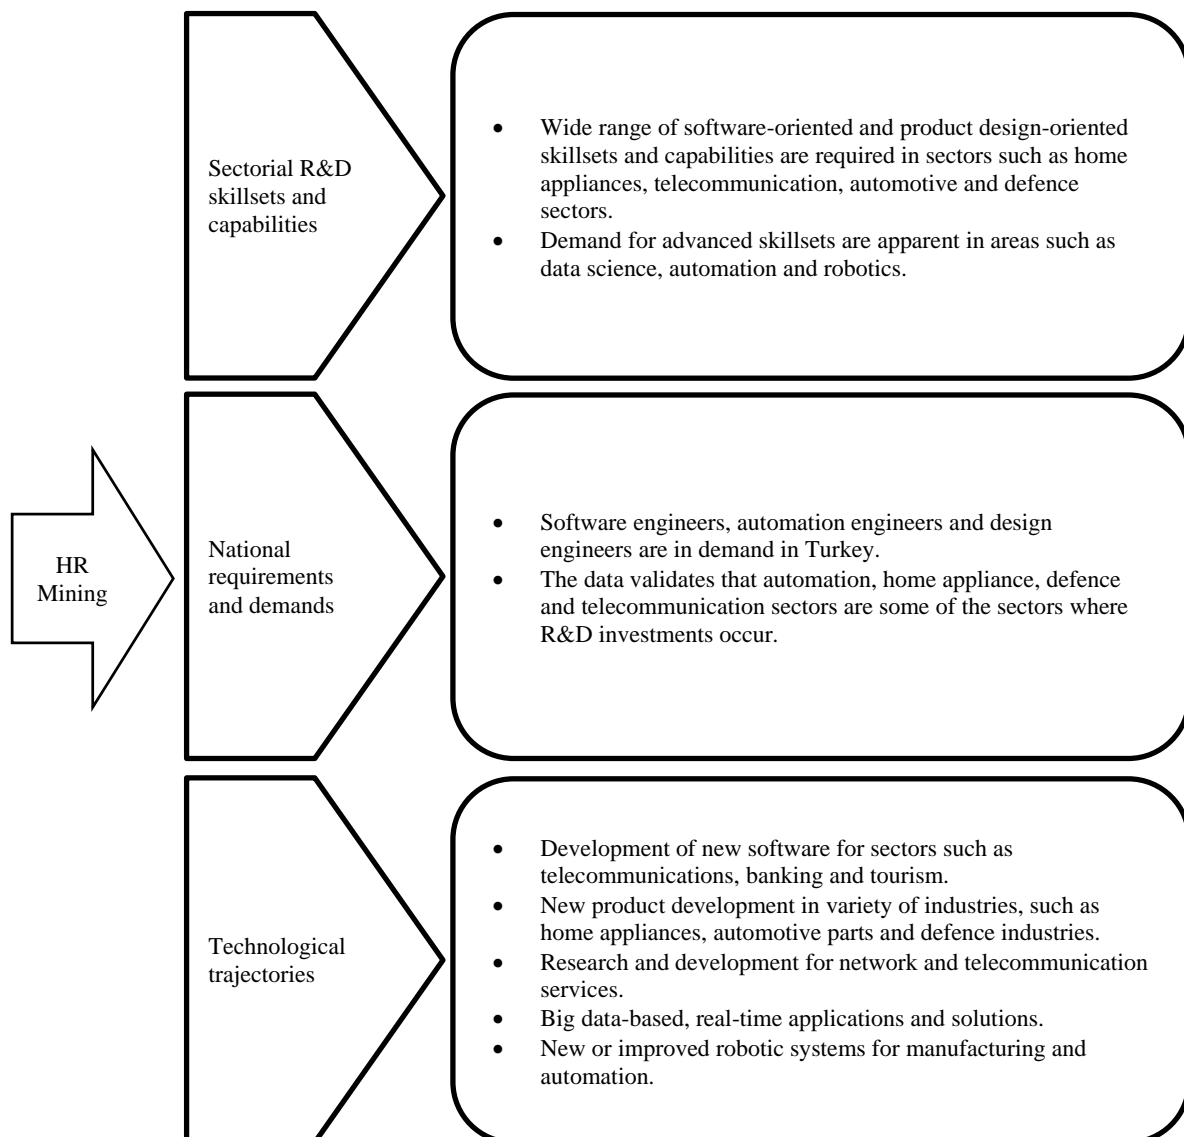 Sectorial R&D
skillsets and
capabilities
• Wide range of software-oriented and product design-oriented
skillsets and capabilities are required in sectors such as home
appliances, telecommunication, automotive and defence
sectors.
• Demand for advanced skillsets are apparent in areas such as
data science, automation and robotics.
HR
Mining
National
requirements
and demands
• Software engineers, automation engineers and design
engineers are in demand in Turkey.
• The data validates that automation, home appliance, defence
and telecommunication sectors are some of the sectors where
R&D investments occur.
Technological
trajectories
• Development of new software for sectors such as
telecommunications, banking and tourism.
• New product development in variety of industries, such as
home appliances, automotive parts and defence industries.
• Research and development for network and telecommunication
services.
• Big data-based, real-time applications and solutions.
• New or improved robotic systems for manufacturing and
automation.